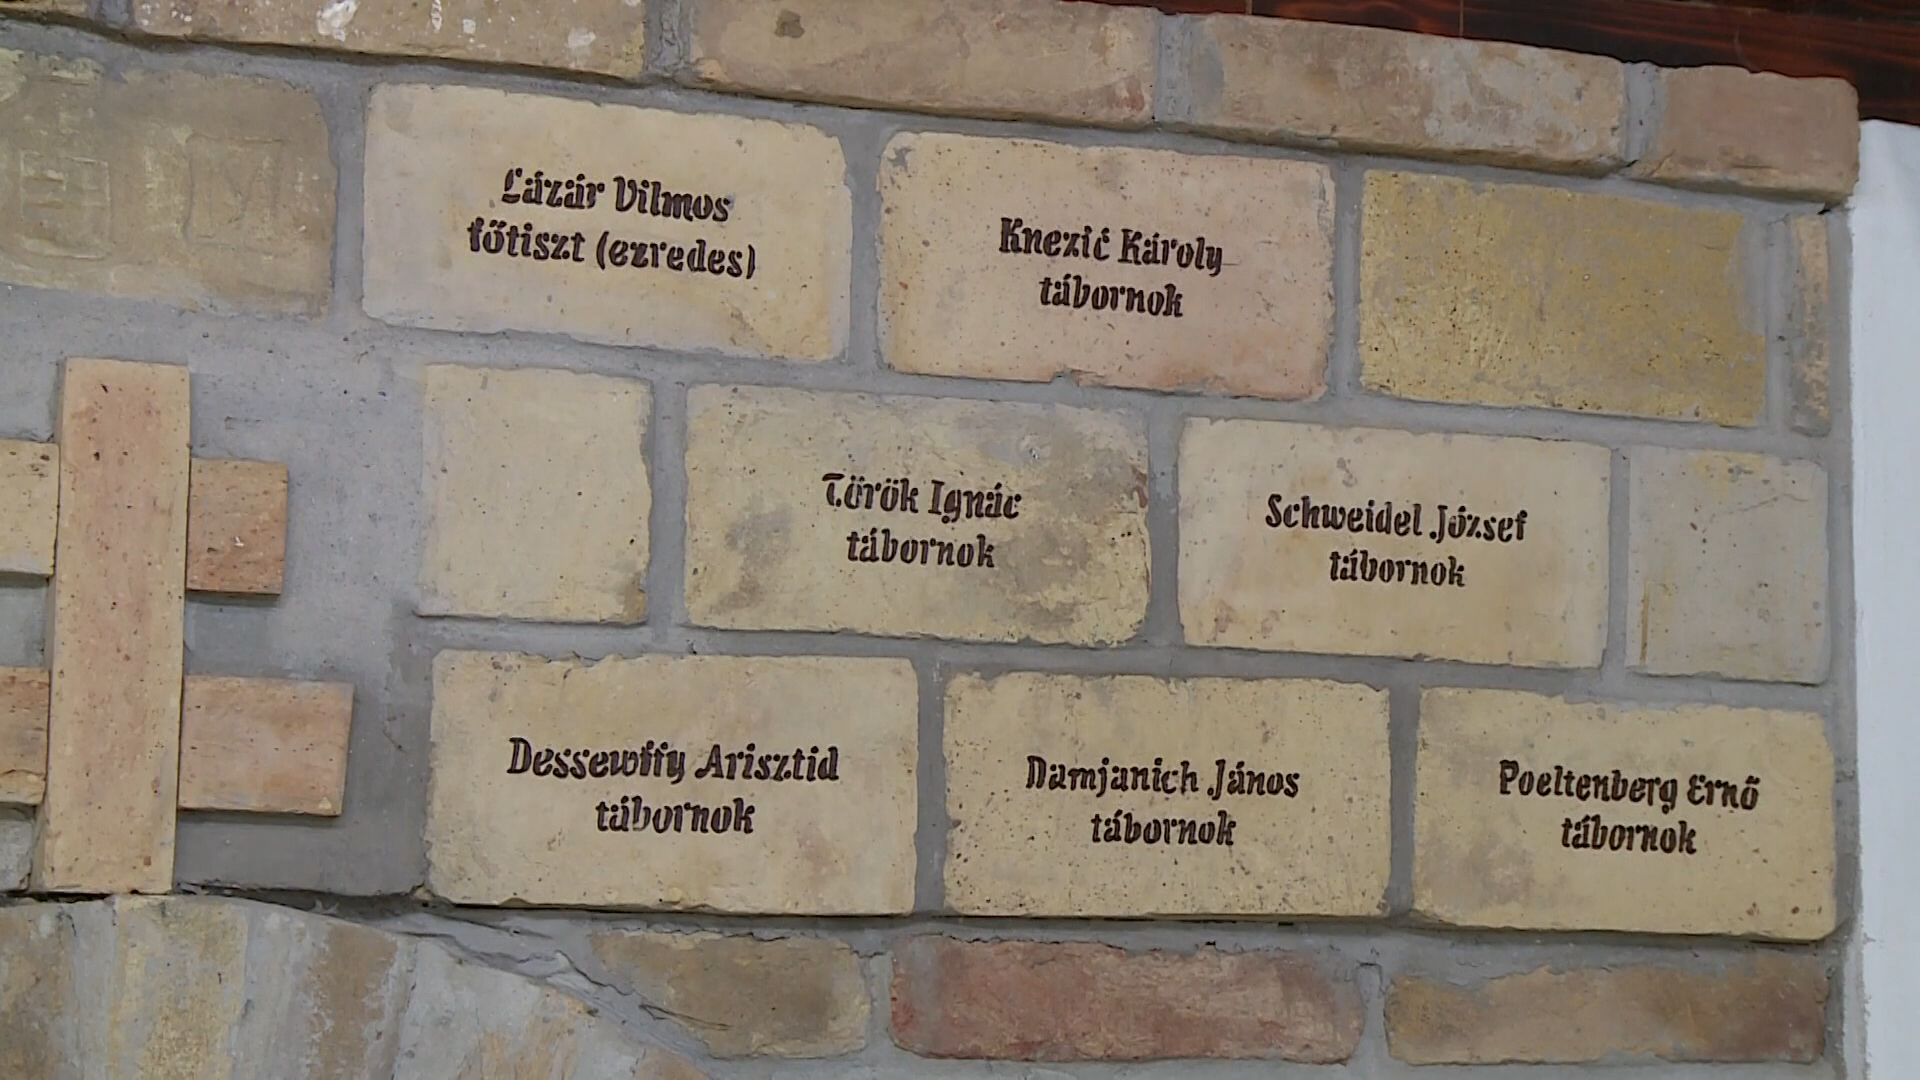 Lázár Vilmos
főtiszt (ezredes)
Knezić Károly
tábornok
Török Ignác
tábornok
Schweidel József
tábornok
Dessewffy Arisztid
tábornok
Damjanich János
tábornok
Poeltenberg Ernő
tábornok